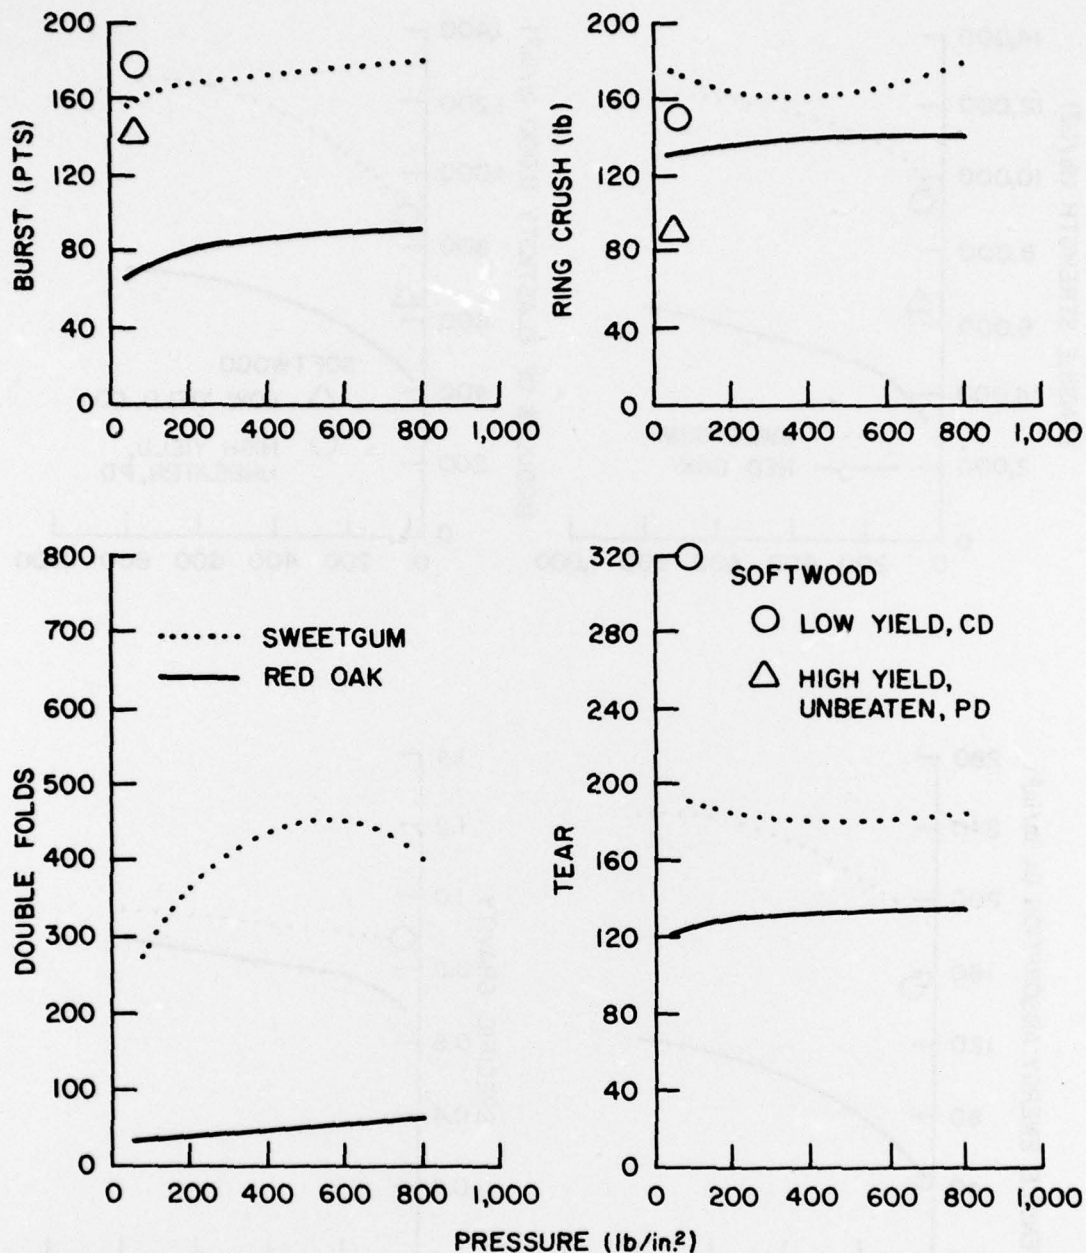 200
160
120
80
40
0
BURST (PTS)
0 200 400 600 800 1,000
200
160
120
80
40
0
RING CRUSH (lb)
0 200 400 600 800 1,000
800
700
600
500
400
300
200
100
0
DOUBLE FOLDS
SWEETGUM
RED OAK
0 200 400 600 800 1,000
320
280
240
200
160
120
80
40
0
TEAR
SOFTWOOD
LOW YIELD, CD
HIGH YIELD,
UNBEATEN, PD
0 200 400 600 800 1,000
PRESSURE (lb/in.²)